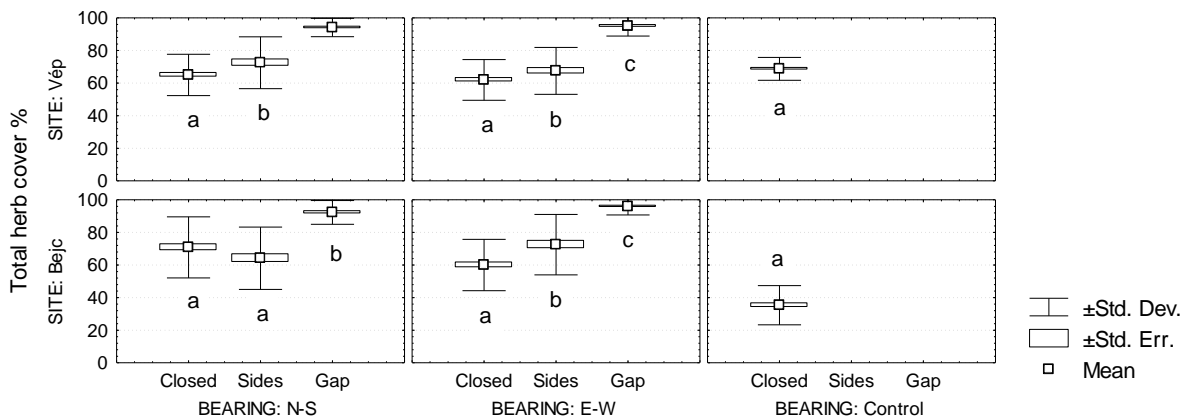 Total herb cover %
SITE: Vép
100
80
60
40
20
0
a
b
a
b
c
a
SITE: Bejc
100
80
60
40
20
0
a
a
b
a
b
c
a
Closed Sides Gap
BEARING: N-S
Closed Sides Gap
BEARING: E-W
Closed Sides Gap
BEARING: Control
±Std. Dev.
±Std. Err.
Mean